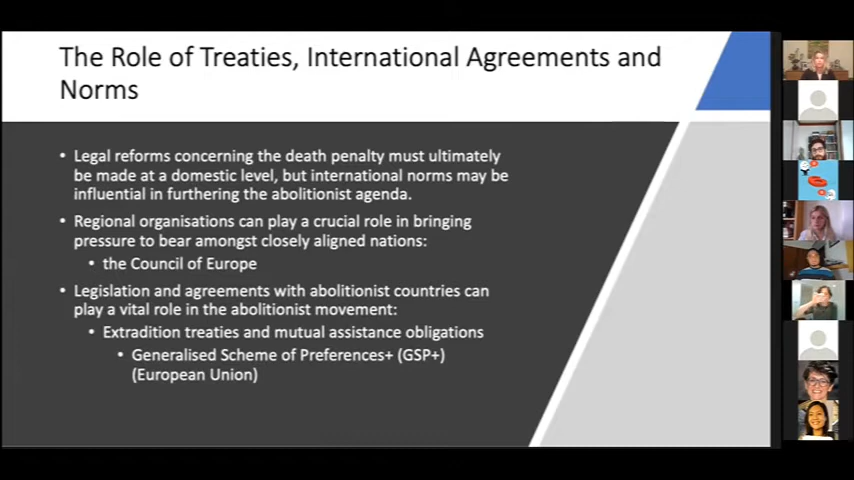 The Role of Treaties, International Agreements and
Norms
• Legal reforms concerning the death penalty must ultimately
be made at a domestic level, but international norms may be
influential in furthering the abolitionist agenda.
• Regional organisations can play a crucial role in bringing
pressure to bear amongst closely aligned nations:
• the Council of Europe
• Legislation and agreements with abolitionist countries can
play a vital role in the abolitionist movement:
• Extradition treaties and mutual assistance obligations
• Generalised Scheme of Preferences+ (GSP+)
(European Union)